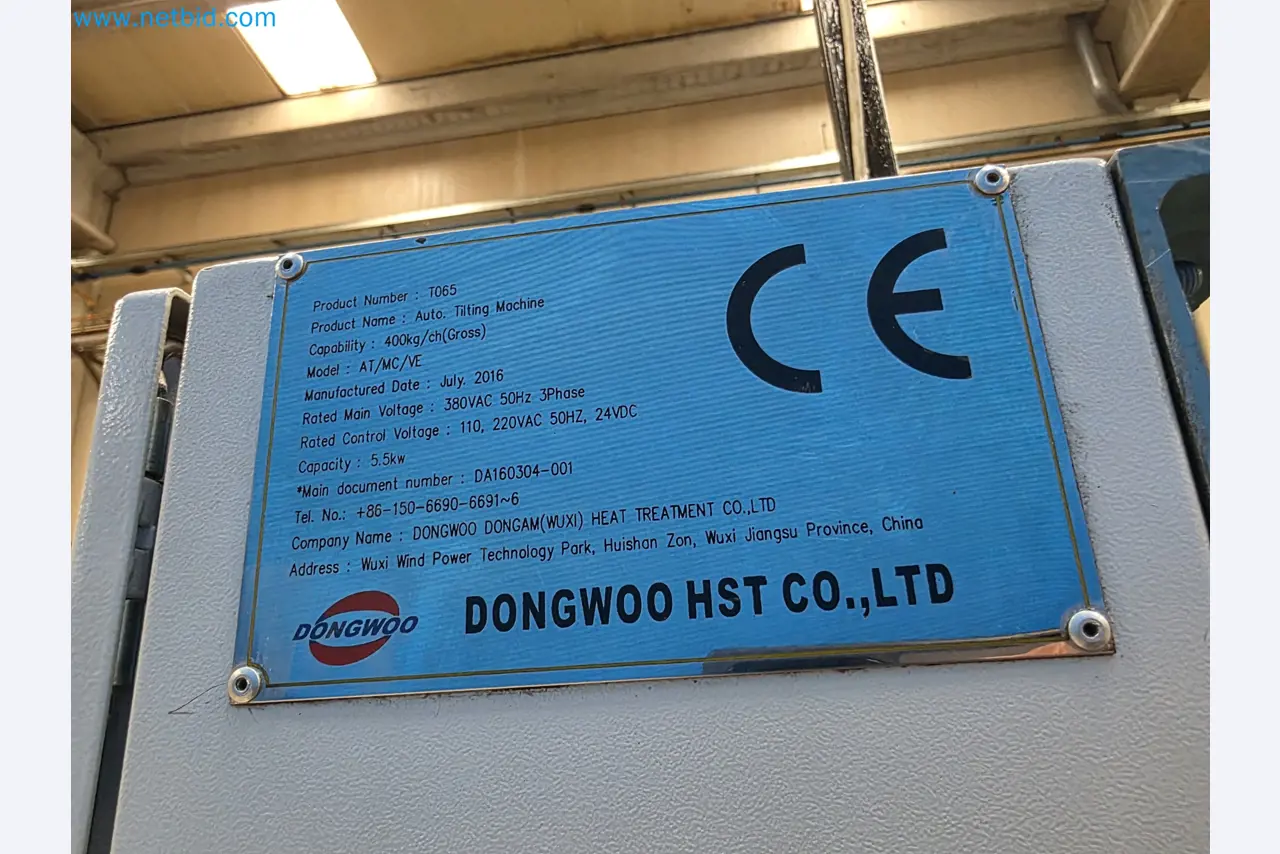 www.netbid.com
Product Number : T065
Product Name : Auto. Tilting Machine
Capability : 400kg/ch(Gross)
Model : AT/MC/VE
Manufactured Date : July. 2016
Rated Main Voltage : 380VAC 50Hz 3Phase
Rated Control Voltage : 110, 220VAC 50HZ, 24VDC
Capacity : 5.5kw
*Main document number : DA160304-001
Tel. No.: +86-150-6690-6691~6
Company Name : DONGWOO DONGAM(WUXI) HEAT TREATMENT CO.,LTD
Address : Wuxi Wind Power Technology Park, Huishan Zon, Wuxi Jiangsu Province, China
CE
DONGWOO
DONGWOO HST CO.,LTD